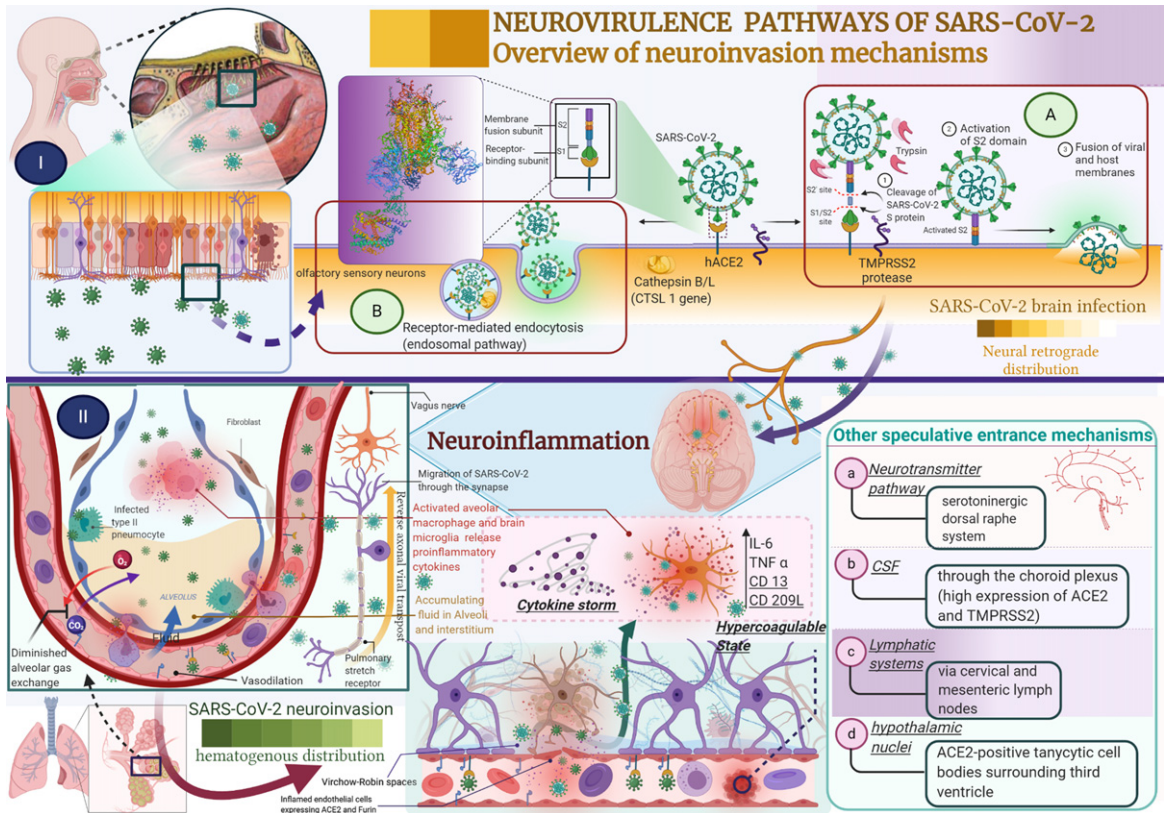 NEUROVIRULENCE PATHWAYS OF SARS-CoV-2
Overview of neuroinvasion mechanisms
I
Membrane
fusion subunit
S2
Receptor-
binding subunit
S1
SARS-CoV-2
hACE2
Cathepsin B/L
(CTSL 1 gene)
olfactory sensory neurons
B
Receptor-mediated endocytosis
(endosomal pathway)
A
Trypsin
2
Activation
of S2 domain
3
Fusion of viral
and host
membranes
1
Cleavage of
SARS-CoV-2
S protein
S2' site
S1/S2
site
Activated S2
TMPRSS2
protease
SARS-CoV-2 brain infection
Neural retrograde
distribution
II
Fibroblast
Infected
type II
pneumocyte
O₂
CO₂
ALVEOLUS
Fluid
Diminished
alveolar gas
exchange
Vasodilation
Vagus nerve
Migration of SARS-CoV-2
through the synapse
Activated aveolar
macrophage and brain
microglia release
proinflammatory
cytokines
Accumulating
fluid in Alveoli
and interstitium
Reverse axonal viral transpost
Pulmonary
stretch
receptor
SARS-CoV-2 neuroinvasion
hematogenous distribution
Virchow-Robin spaces
Inflamed endothelial cells
expressing ACE2 and Furin
Neuroinflammation
Cytokine storm
IL-6
TNF α
CD 13
CD 209L
Hypercoagulable
State
Other speculative entrance mechanisms
a
Neurotransmitter
pathway
serotoninergic
dorsal raphe
system
b
CSF
through the choroid plexus
(high expression of ACE2
and TMPRSS2)
c
Lymphatic
systems
via cervical and
mesenteric lymph
nodes
d
hypothalamic
nuclei
ACE2-positive tanycytic cell
bodies surrounding third
ventricle